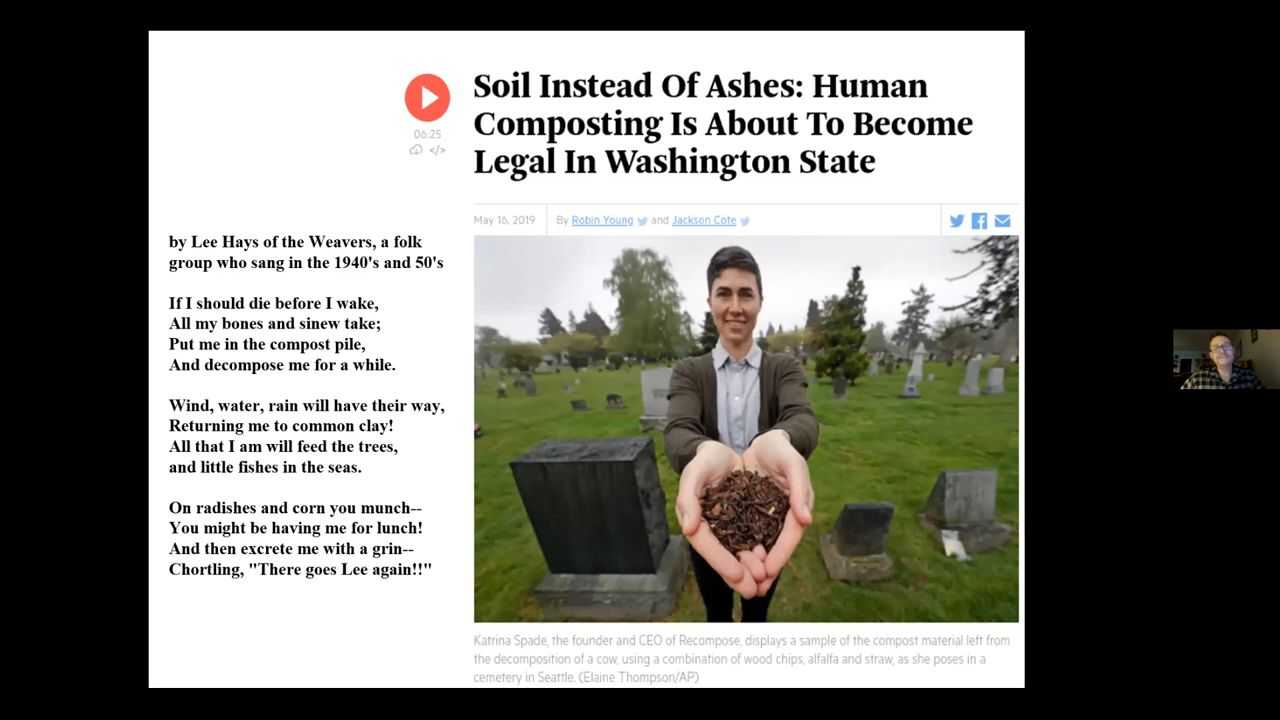 Soil Instead Of Ashes: Human
Composting Is About To Become
Legal In Washington State
06:25
</>
May 16, 2019 By Robin Young and Jackson Cote
by Lee Hays of the Weavers, a folk
group who sang in the 1940's and 50's
If I should die before I wake,
All my bones and sinew take;
Put me in the compost pile,
And decompose me for a while.
Wind, water, rain will have their way,
Returning me to common clay!
All that I am will feed the trees,
and little fishes in the seas.
On radishes and corn you munch--
You might be having me for lunch!
And then excrete me with a grin--
Chortling, "There goes Lee again!!"
Katrina Spade, the founder and CEO of Recompose, displays a sample of the compost material left from
the decomposition of a cow, using a combination of wood chips, alfalfa and straw, as she poses in a
cemetery in Seattle. (Elaine Thompson/AP)